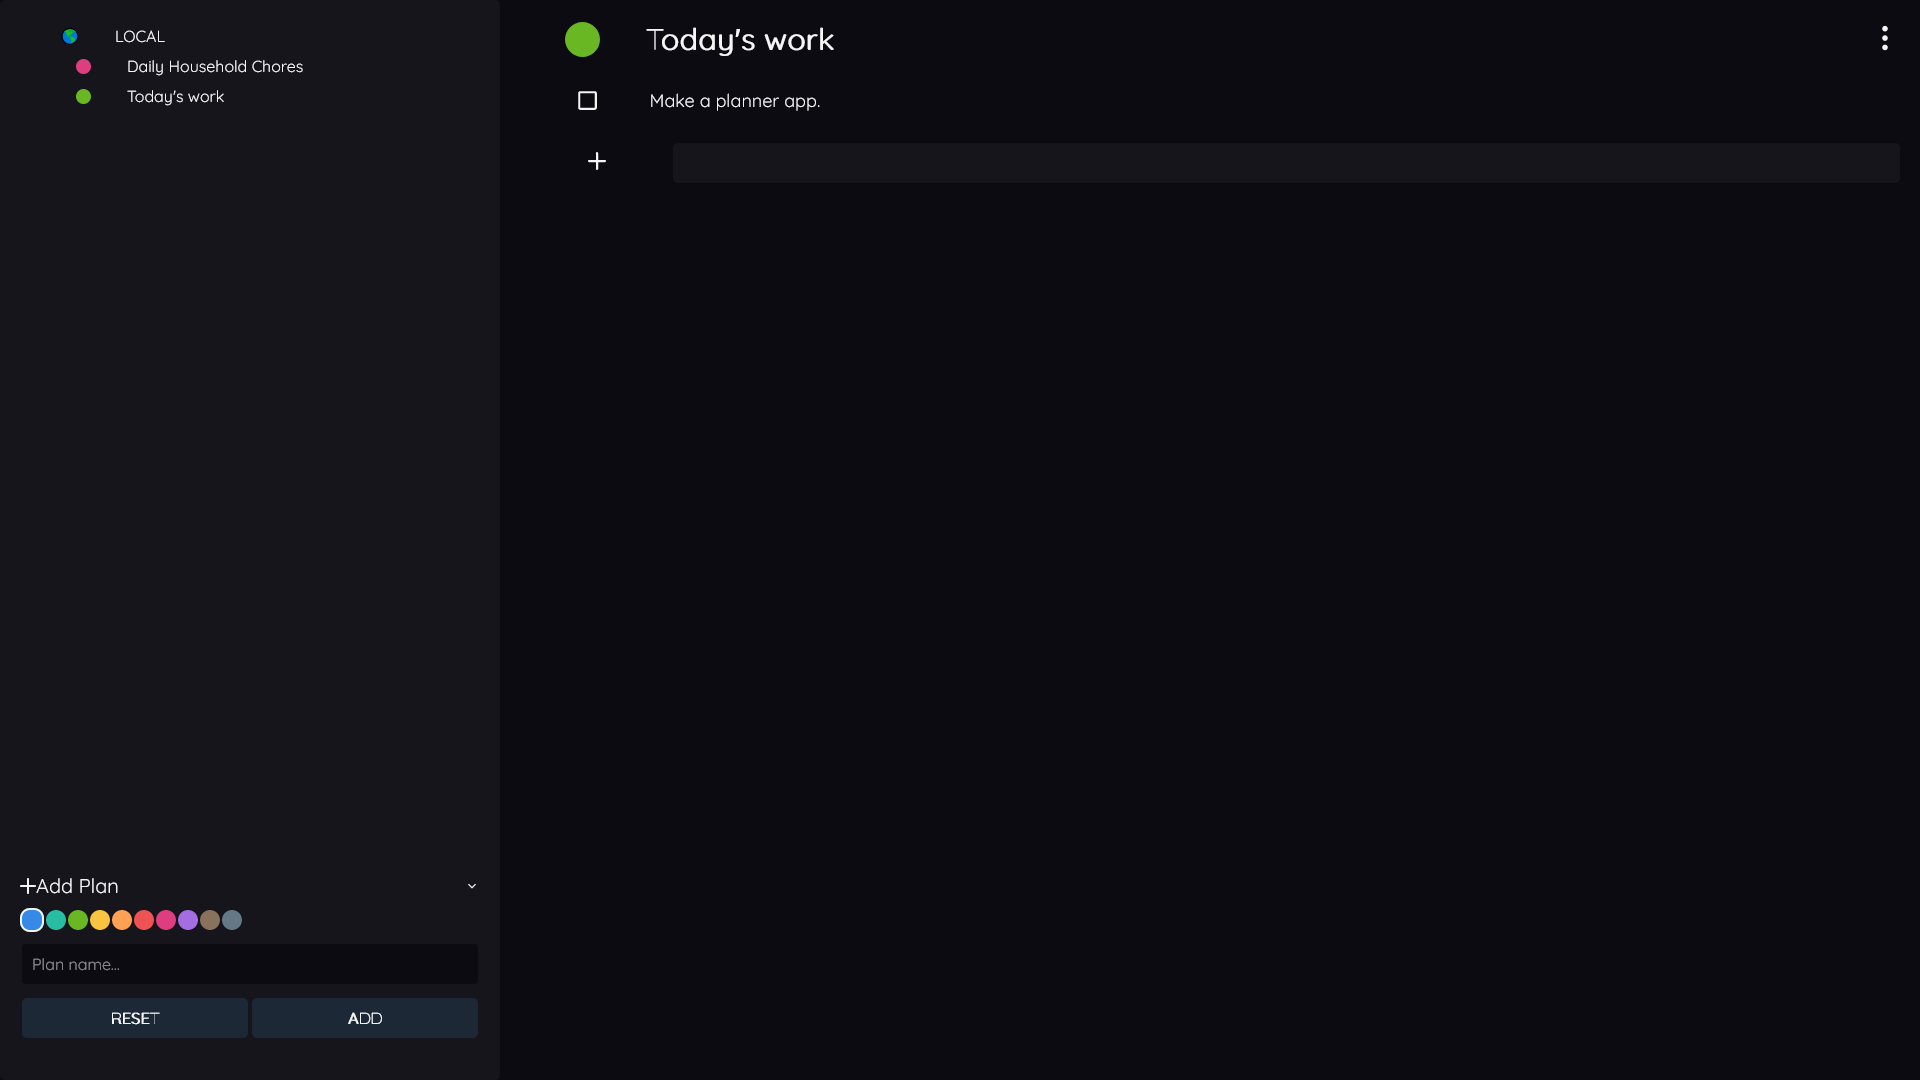 LOCAL
Daily Household Chores
Today's work
Today's work
Make a planner app.
Add Plan
Plan name...
RESET
ADD